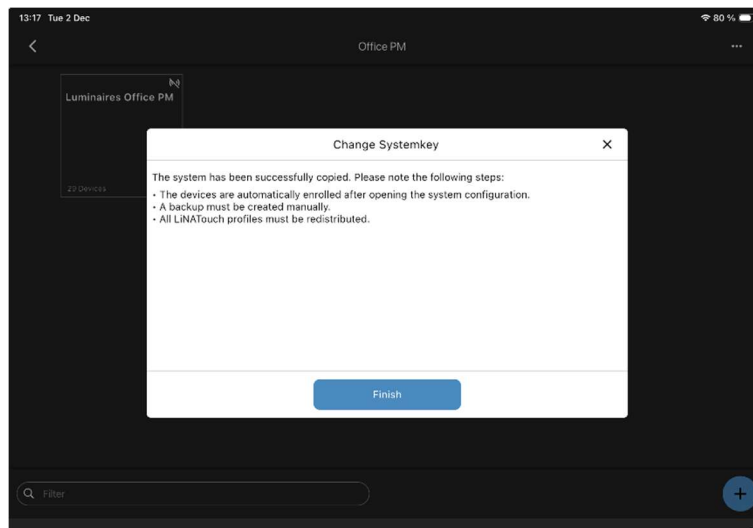 13:17 Tue 2 Dec
80 %
Office PM
Luminaires Office PM
29 Devices
Change Systemkey
The system has been successfully copied. Please note the following steps:
• The devices are automatically enrolled after opening the system configuration.
• A backup must be created manually.
• All LiNATouch profiles must be redistributed.
Finish
Filter